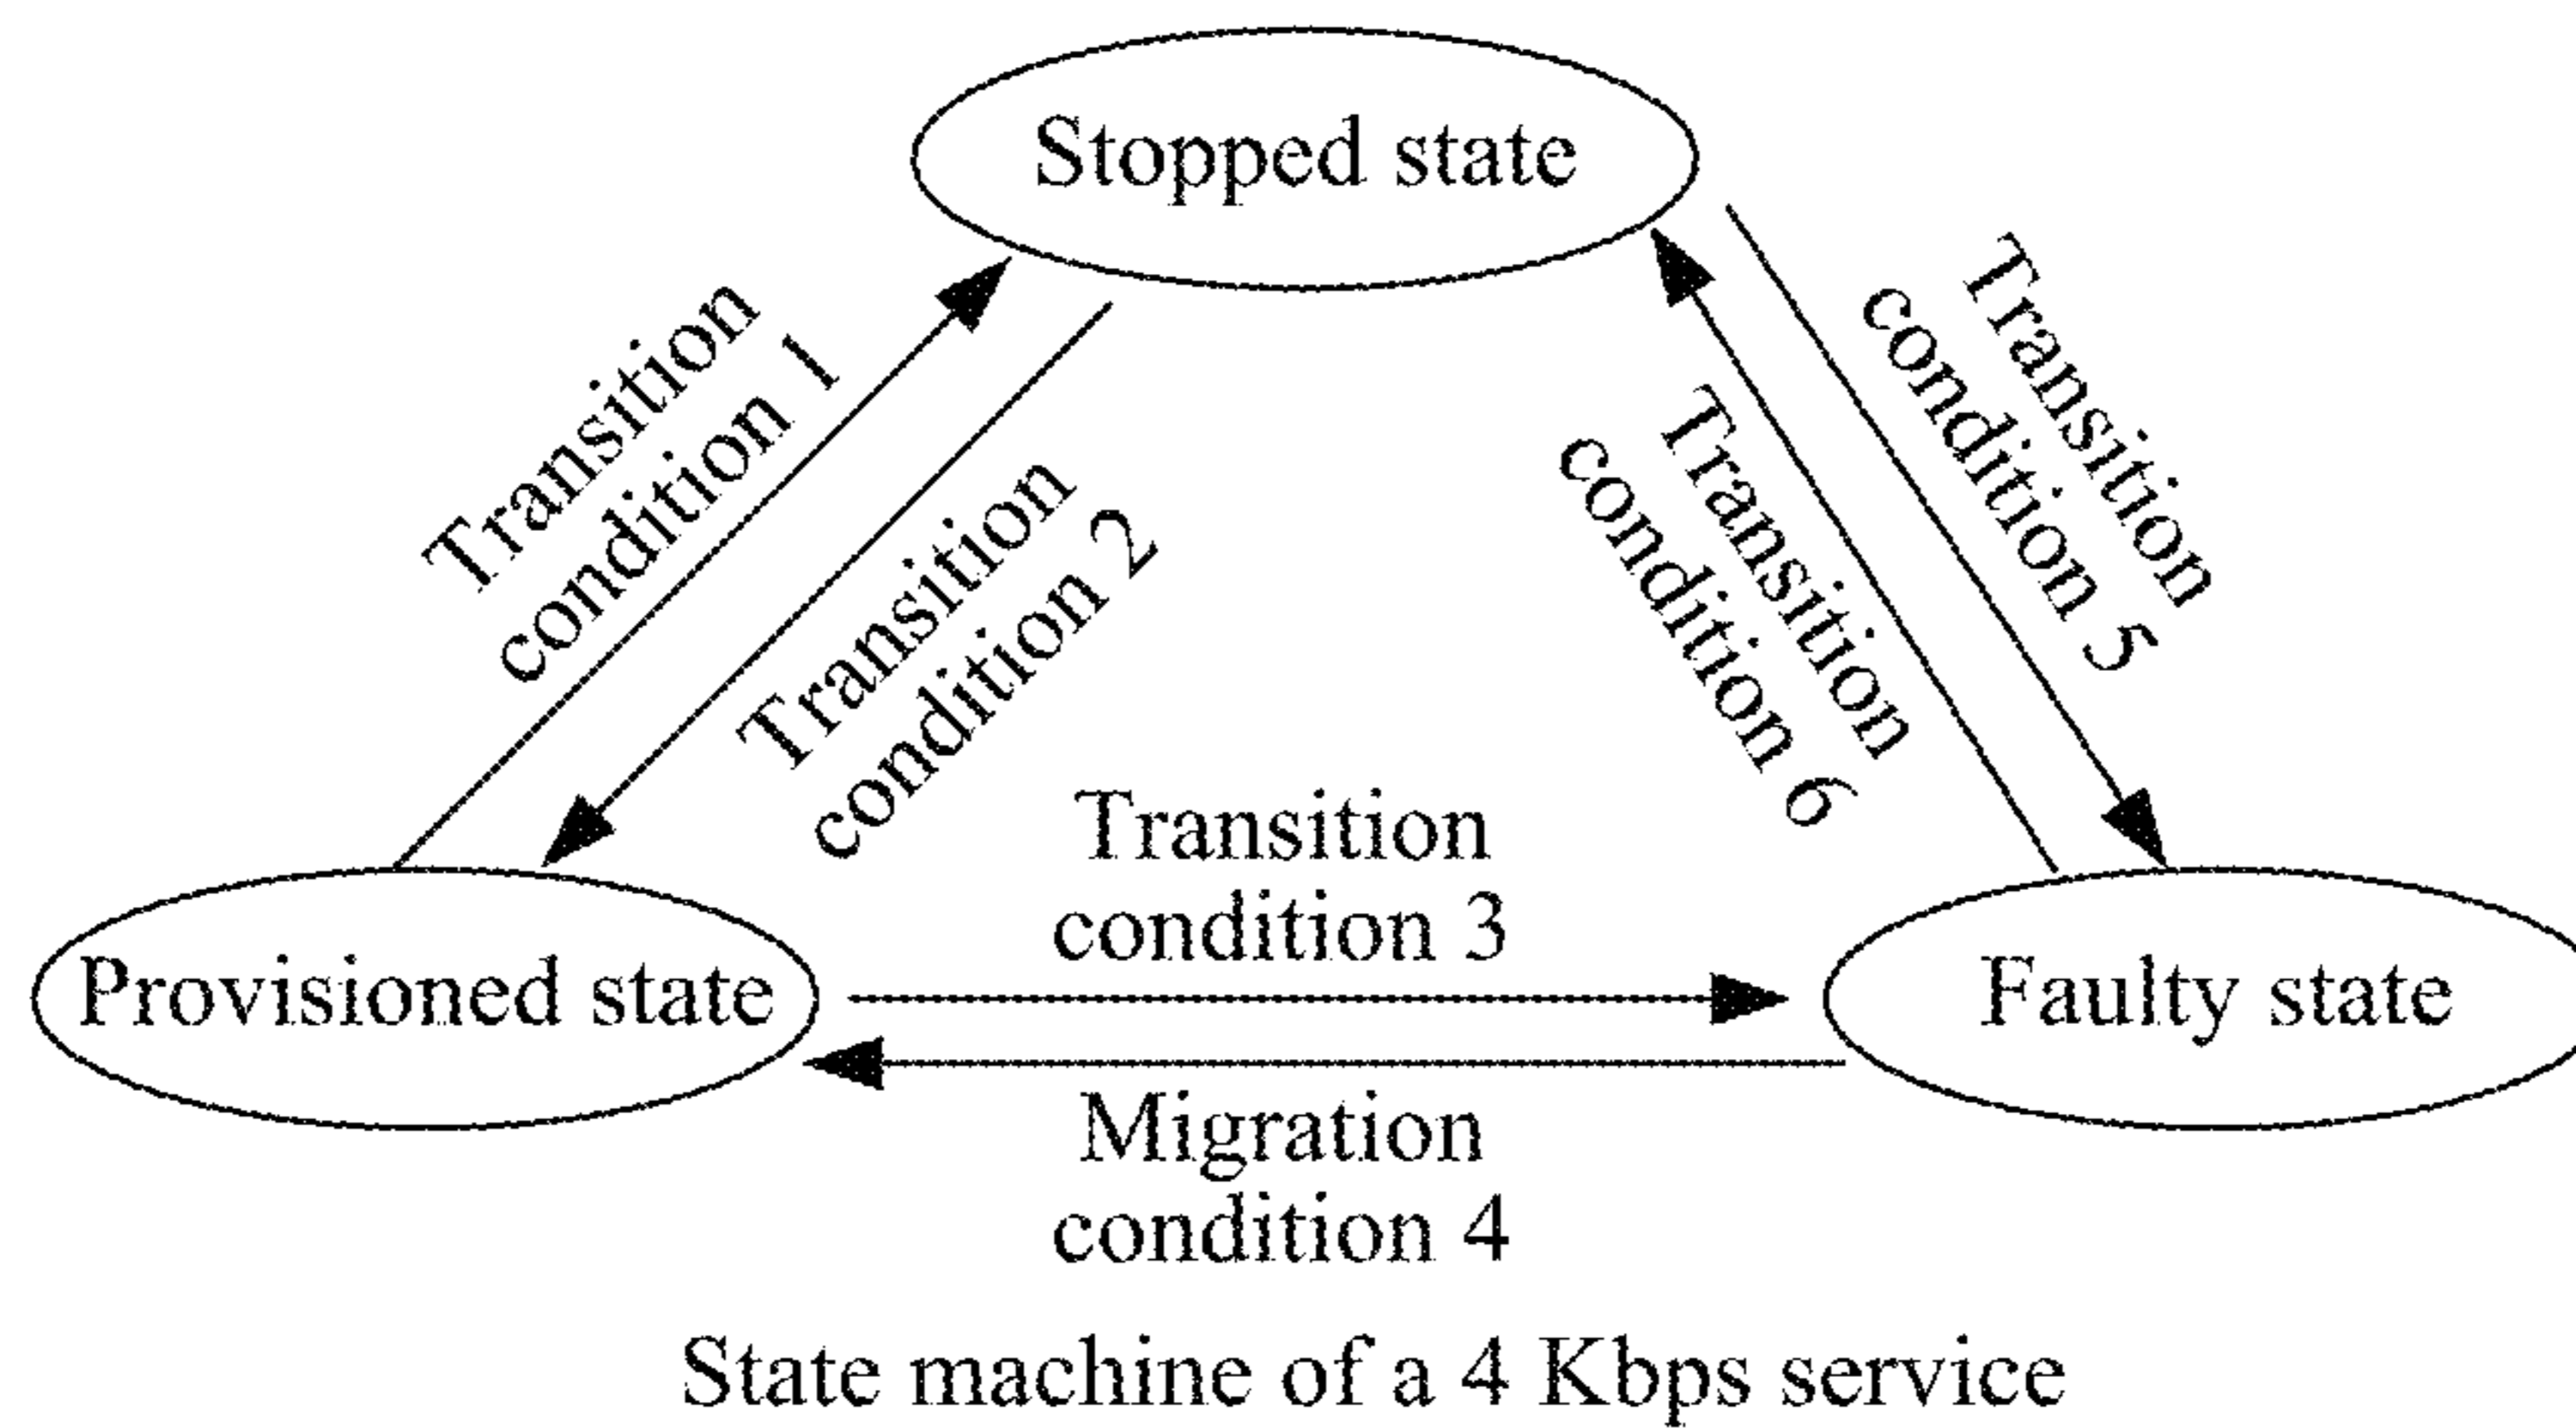 Stopped state
Transition
condition 1
Transition
condition 2
Transition
condition 5
Transition
condition 6
Transition
condition 3
Provisioned state
Faulty state
Migration
condition 4
State machine of a 4 Kbps service